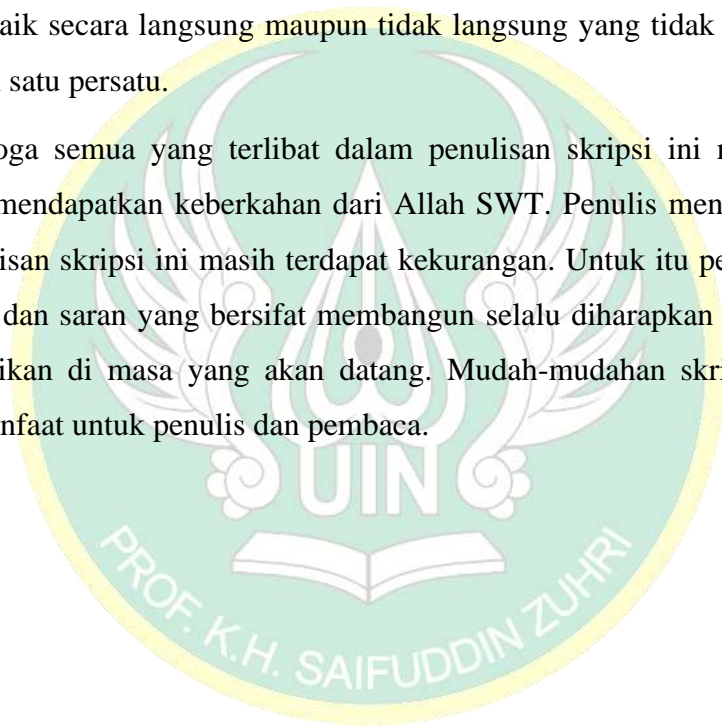 aik secara langsung maupun tidak langsung yang tidak
satu persatu.
oga semua yang terlibat dalam penulisan skripsi ini
mendapatkan keberkahan dari Allah SWT. Penulis men
isan skripsi ini masih terdapat kekurangan. Untuk itu pe
dan saran yang bersifat membangun selalu diharapkan
ikan di masa yang akan datang. Mudah-mudahan skri
nfaat untuk penulis dan pembaca.
UIN
PROF. K.H. SAIFUDDIN ZUHRI